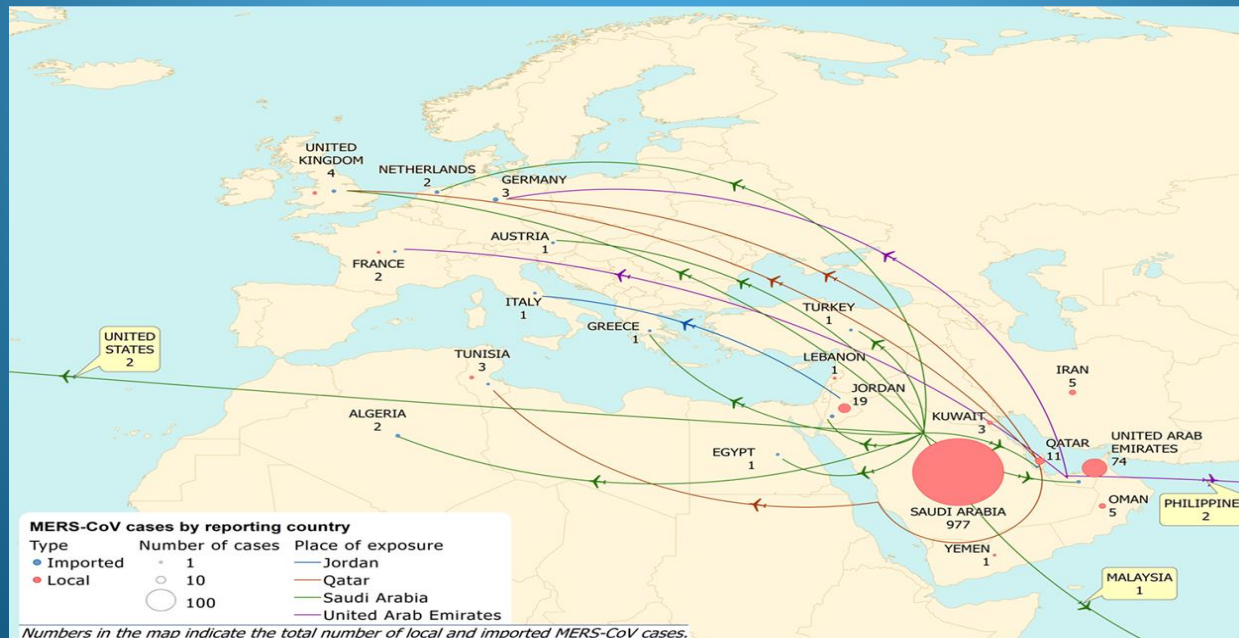 UNITED
KINGDOM
4
NETHERLANDS
2
GERMANY
3
AUSTRIA
1
FRANCE
2
ITALY
1
GREECE
1
TURKEY
1
UNITED
STATES
2
TUNISIA
3
LEBANON
1
JORDAN
19
IRAN
5
ALGERIA
2
KUWAIT
3
EGYPT
1
QATAR
11
UNITED ARAB
EMIRATES
74
SAUDI ARABIA
977
OMAN
5
PHILIPPINE
2
YEMEN
1
MALAYSIA
1
MERS-CoV cases by reporting country
Type Number of cases Place of exposure
Imported 1 Jordan
Local 10 Qatar
100 Saudi Arabia
United Arab Emirates
Numbers in the map indicate the total number of local and imported MERS-CoV cases.